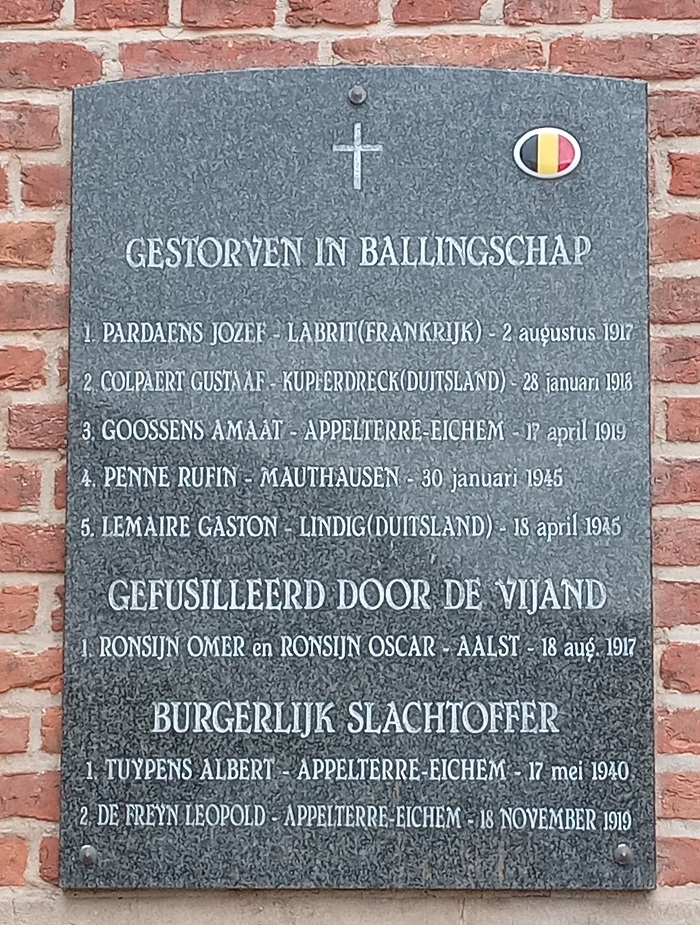 GESTORVEN IN BALLINGSCHAP
1. PARDAENS JOZEF - LABRIT(FRANKRIJK) - 2 augustus 1917
2. COLPAERT GUSTAAF - KUPFERDRECK(DUITSLAND) - 28 januari 1918
3. GOOSSENS AMAAT - APPELTERRE-EICHEM - 17 april 1919
4. PENNE RUFIN - MAUTHAUSEN - 30 januari 1945
5. LEMAIRE GASTON - LINDIG(DUITSLAND) - 18 april 1945
GEFUSILLEERD DOOR DE VIJAND
1. RONSIJN OMER en RONSIJN OSCAR - AALST - 18 aug. 1917
BURGERLIJK SLACHTOFFER
1. TUYPENS ALBERT - APPELTERRE-EICHEM - 17 mei 1940
2. DE FREYN LEOPOLD - APPELTERRE-EICHEM - 18 NOVEMBER 1919